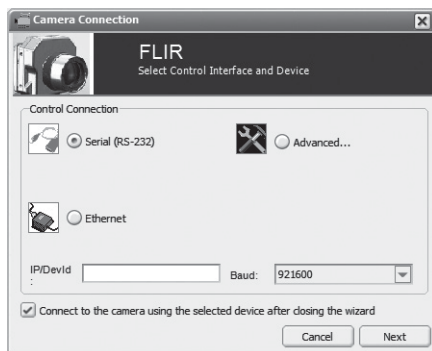 Camera Connection
FLIR
Select Control Interface and Device
Control Connection
Serial (RS-232)
Advanced...
Ethernet
IP/DevId
:
Baud:
921600
Connect to the camera using the selected device after closing the wizard
Cancel
Next